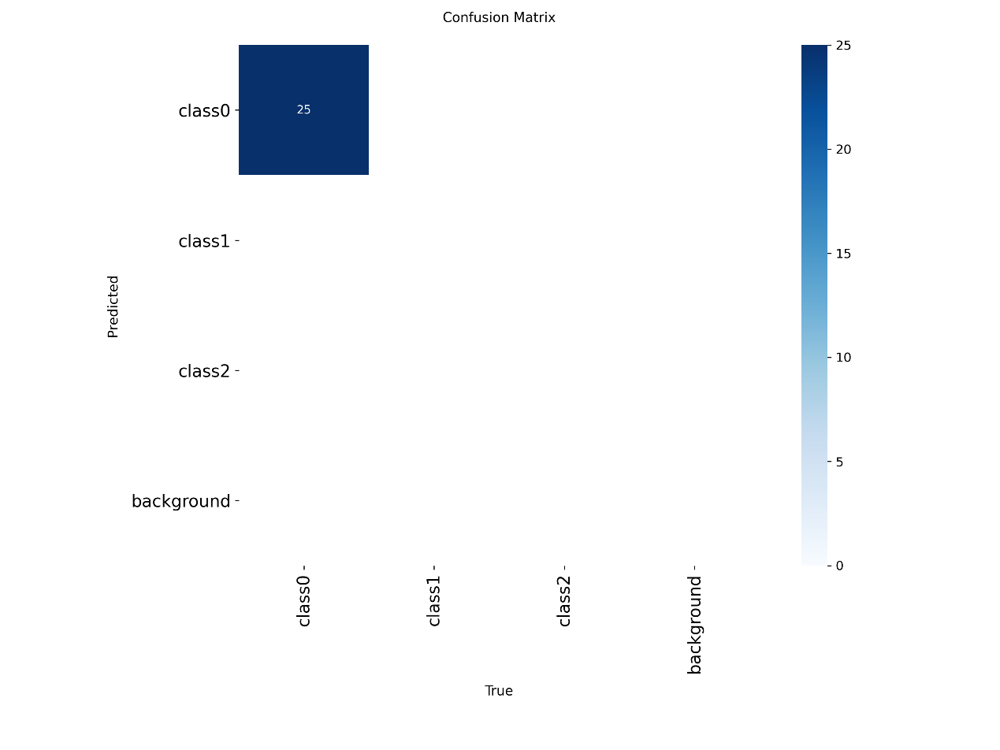 Confusion Matrix
25
class0
class1
class2
background
Predicted
class0
class1
class2
background
True
25
20
15
10
5
0